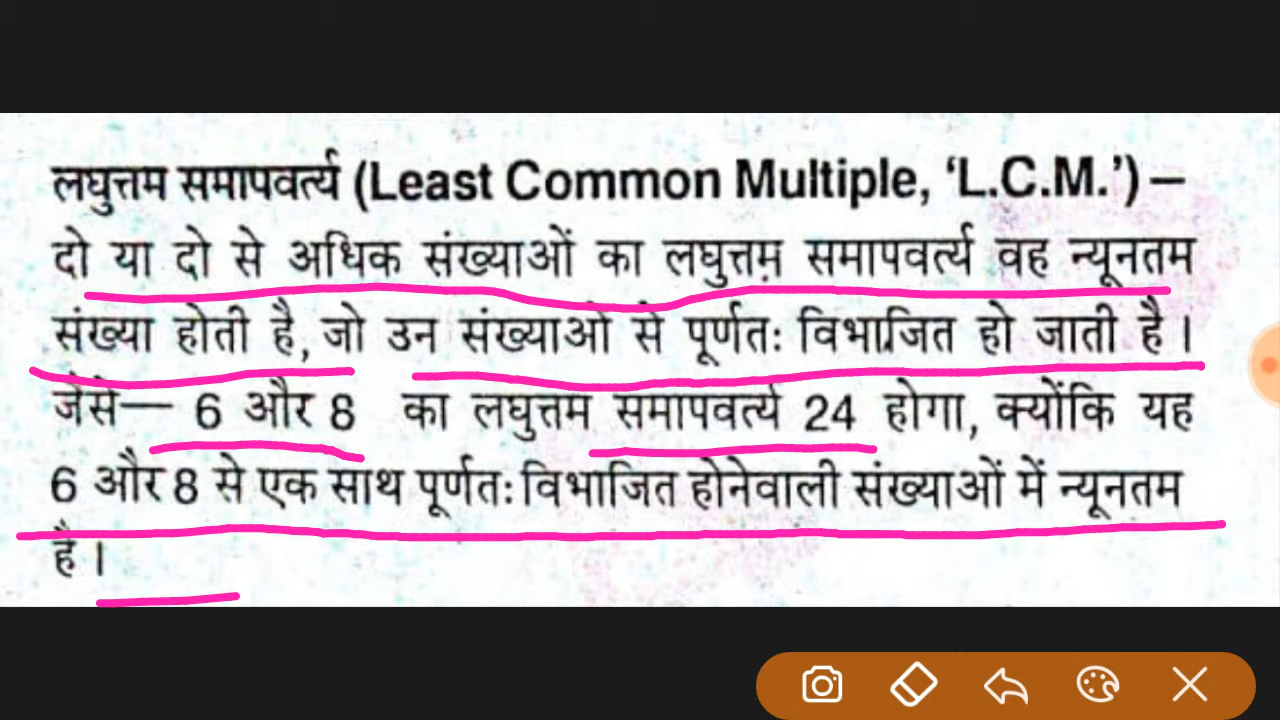 लघुत्तम समापवर्त्य (Least Common Multiple, ‘L.C.M.’) –
दो या दो से अधिक संख्याओं का लघुत्तम समापवर्त्य वह न्यूनतम
संख्या होती है, जो उन संख्याओं से पूर्णतः विभाजित हो जाती है।
जैसे— 6 और 8 का लघुत्तम समापवर्त्य 24 होगा, क्योंकि यह
6 और 8 से एक साथ पूर्णतः विभाजित होनेवाली संख्याओं में न्यूनतम
है।